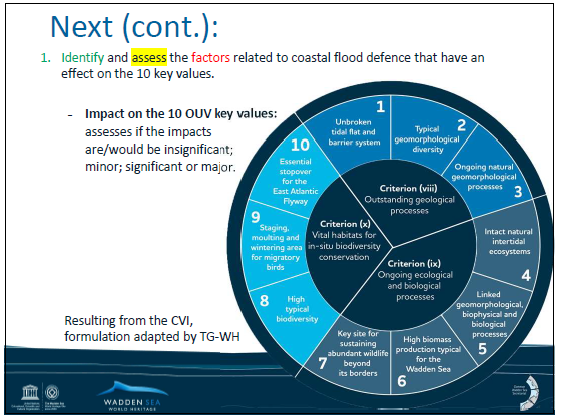 Next (cont.):
1. Identify and assess the factors related to coastal flood defence that have an
effect on the 10 key values.
- Impact on the 10 OUV key values:
assesses if the impacts
are/would be insignificant;
minor; significant or major.
Resulting from the CVI,
formulation adapted by TG-WH
1
Unbroken
tidal flat and
barrier system
2
Typical
geomorphological
diversity
Ongoing natural
geomorphological
processes
3
Intact natural
intertidal
ecosystems
4
Linked
geomorphological,
biophysical and
biological
processes
5
High biomass
production typical
for the
Wadden Sea
6
Key site for
sustaining
abundant wildlife
beyond
its borders
7
8
High
typical
biodiversity
9
Staging,
moulting and
wintering area
for migratory
birds
10
Essential
stopover
for the
East Atlantic
Flyway
Criterion (viii)
Outstanding geological
processes
Criterion (x)
Vital habitats for
in-situ biodiversity
conservation
Criterion (ix)
Ongoing ecological
and biological
processes
WADDEN SEA
WORLD HERITAGE